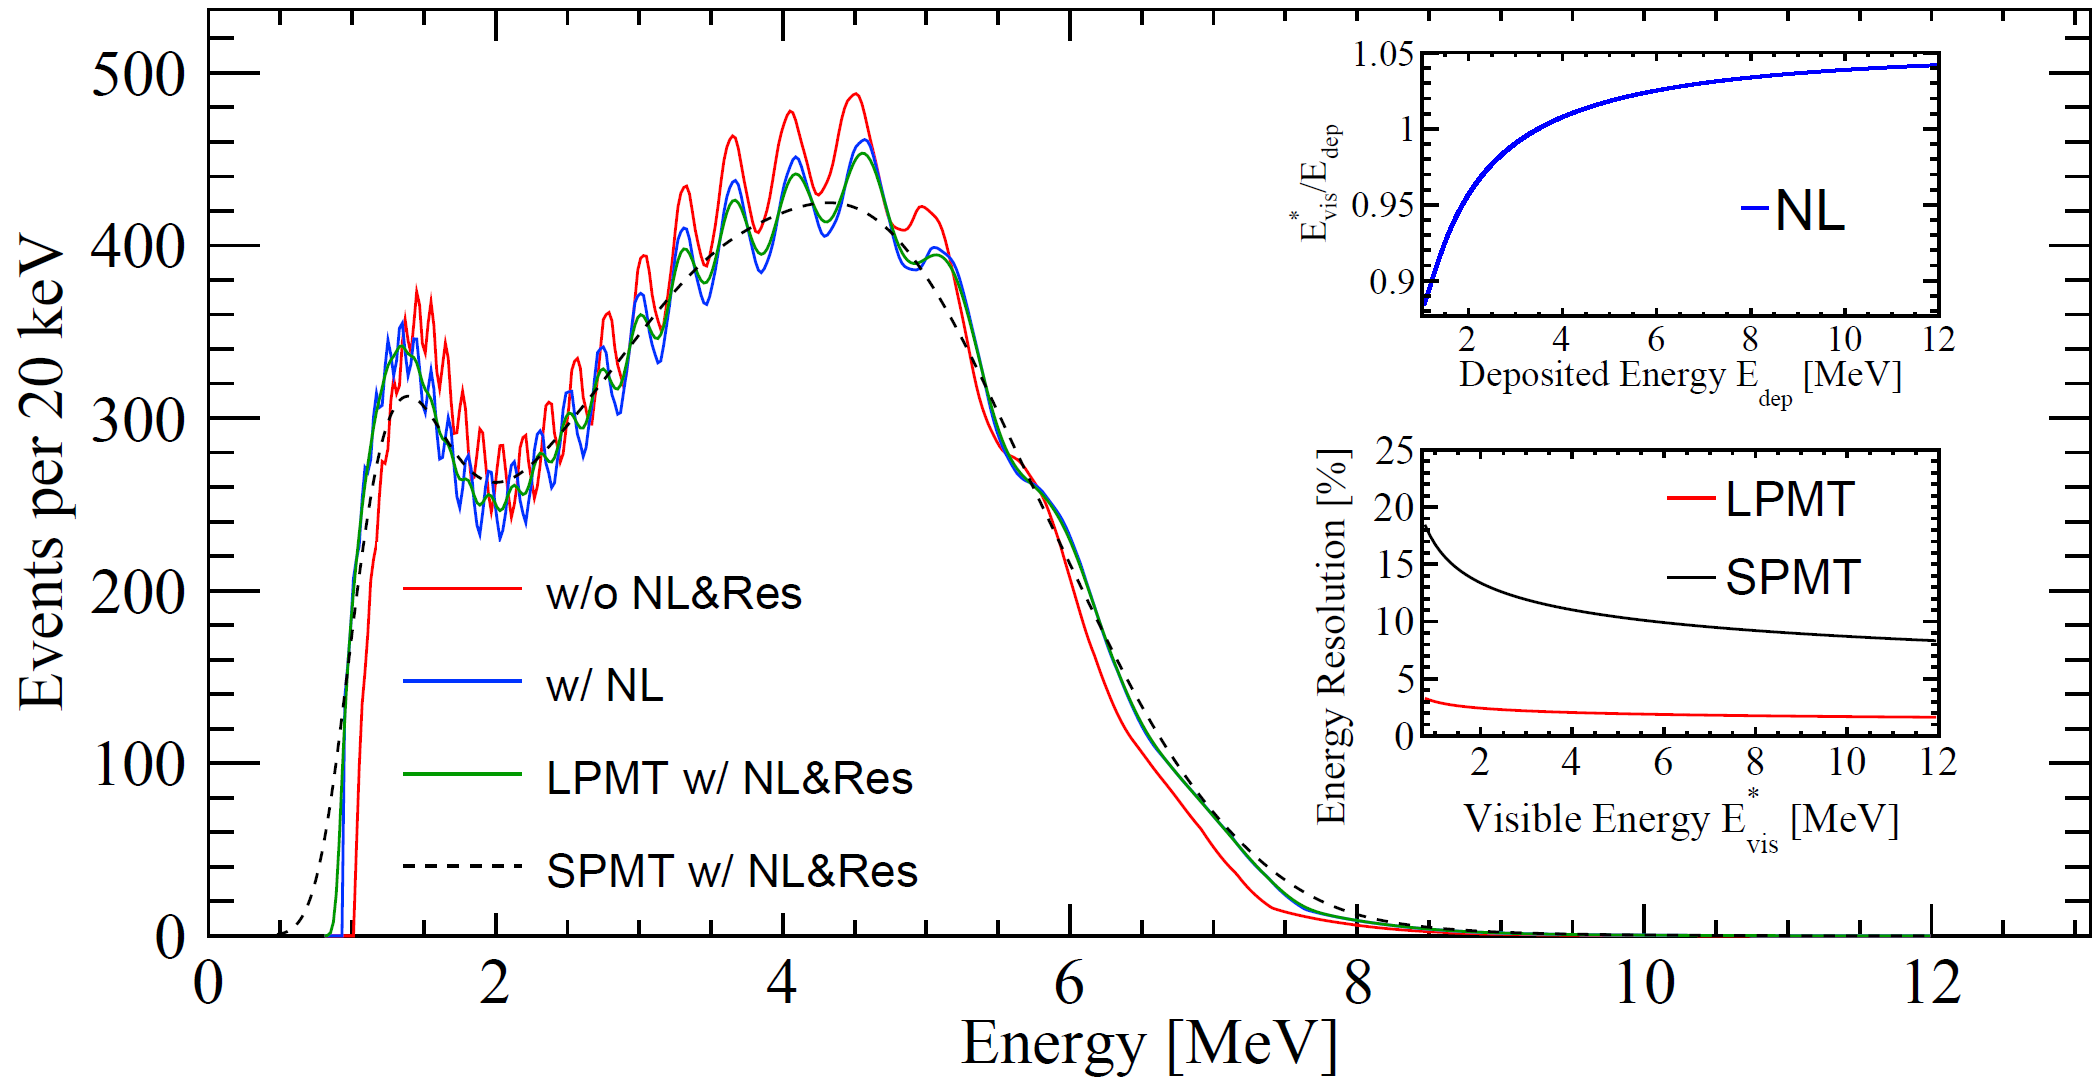 Events per 20 keV
500
400
300
200
100
0
0 2 4 6 8 10 12
Energy [MeV]
w/o NL&Res
w/ NL
LPMT w/ NL&Res
SPMT w/ NL&Res
E*vis/Edep
1.05
1
0.95
0.9
NL
2 4 6 8 10 12
Deposited Energy Edep [MeV]
Energy Resolution [%]
25
20
15
10
5
0
LPMT
SPMT
2 4 6 8 10 12
Visible Energy E*vis [MeV]